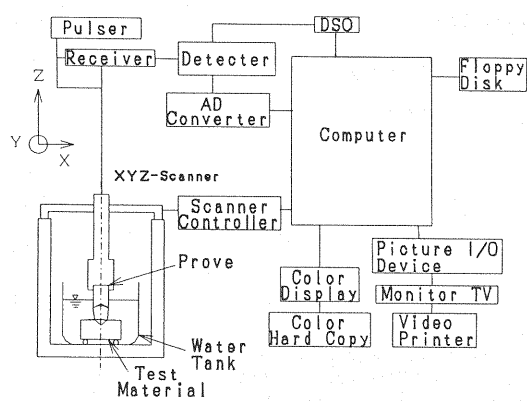 Pulser
Receiver
Detecter
DSO
Floppy
Disk
AD
Converter
Computer
Z
Y
X
XYZ-Scanner
Scanner
Controller
Prove
Picture I/O
Device
Color
Display
Monitor TV
Color
Hard Copy
Video
Printer
Water
Tank
Test
Material